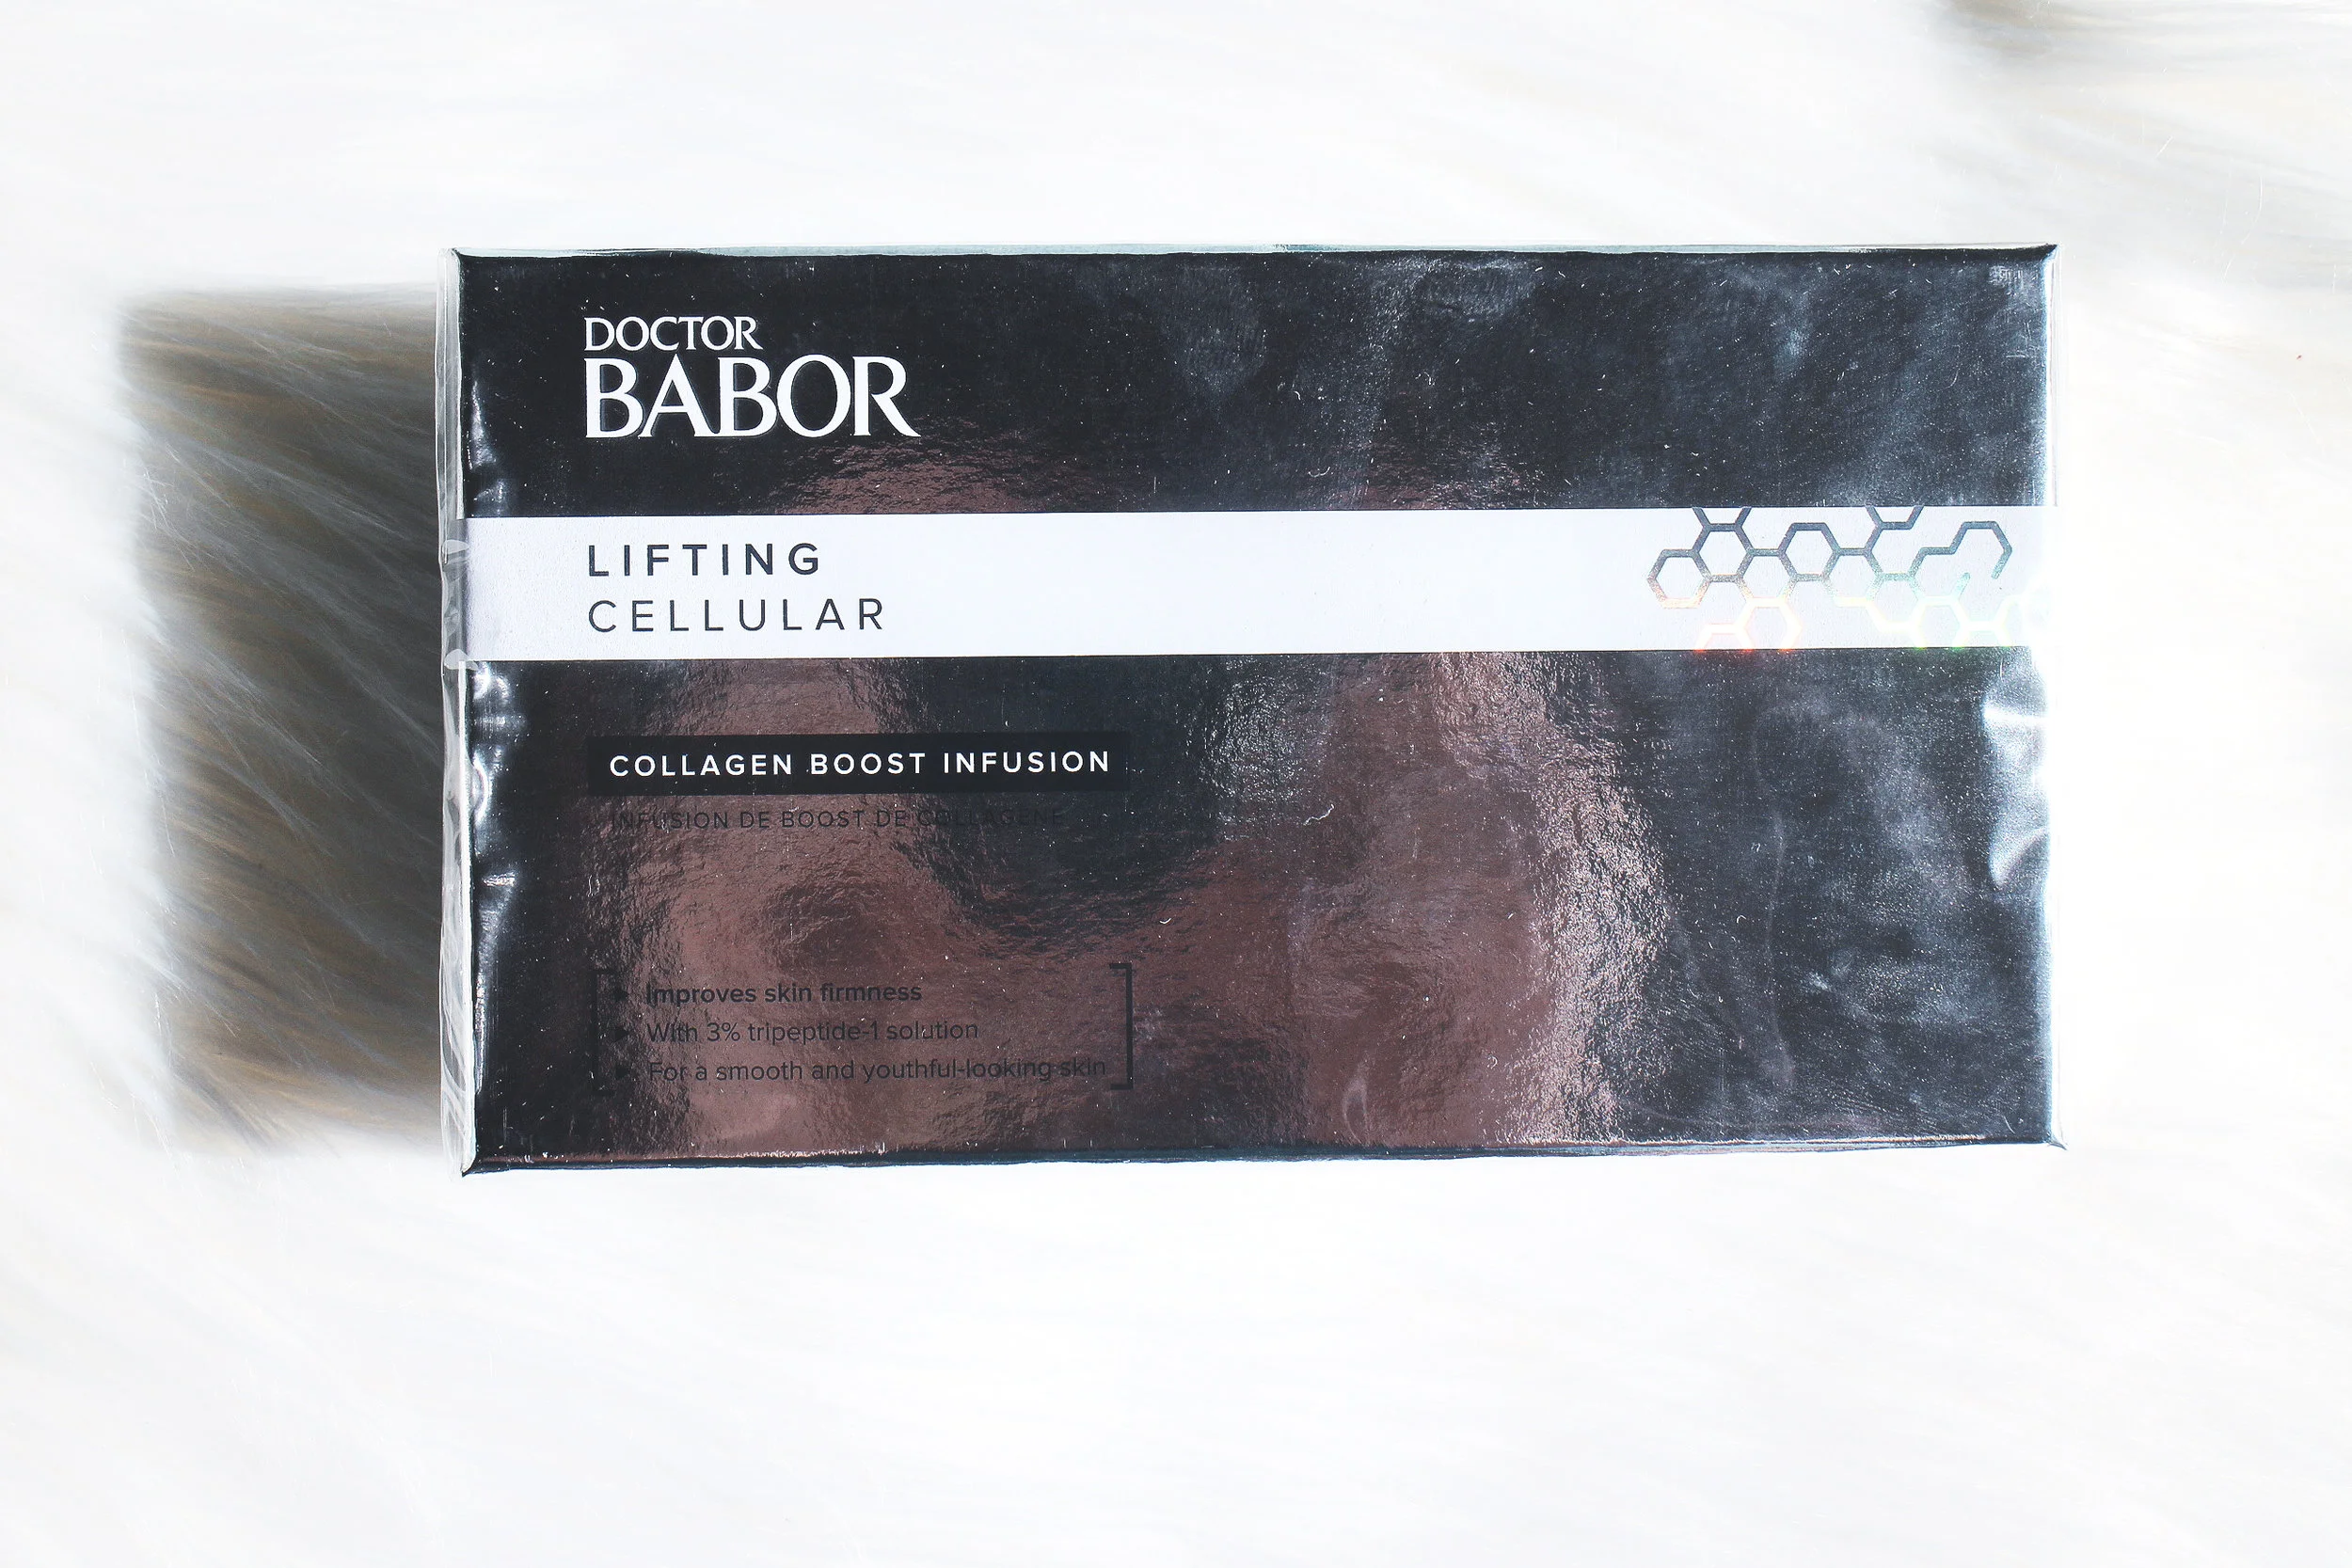 DOCTOR
BABOR
LIFTING
CELLULAR
COLLAGEN BOOST INFUSION
INFUSION DE BOOST DE COLLAGÈNE
Improves skin firmness
With 3% tripeptide-1 solution
For a smooth and youthful-looking skin